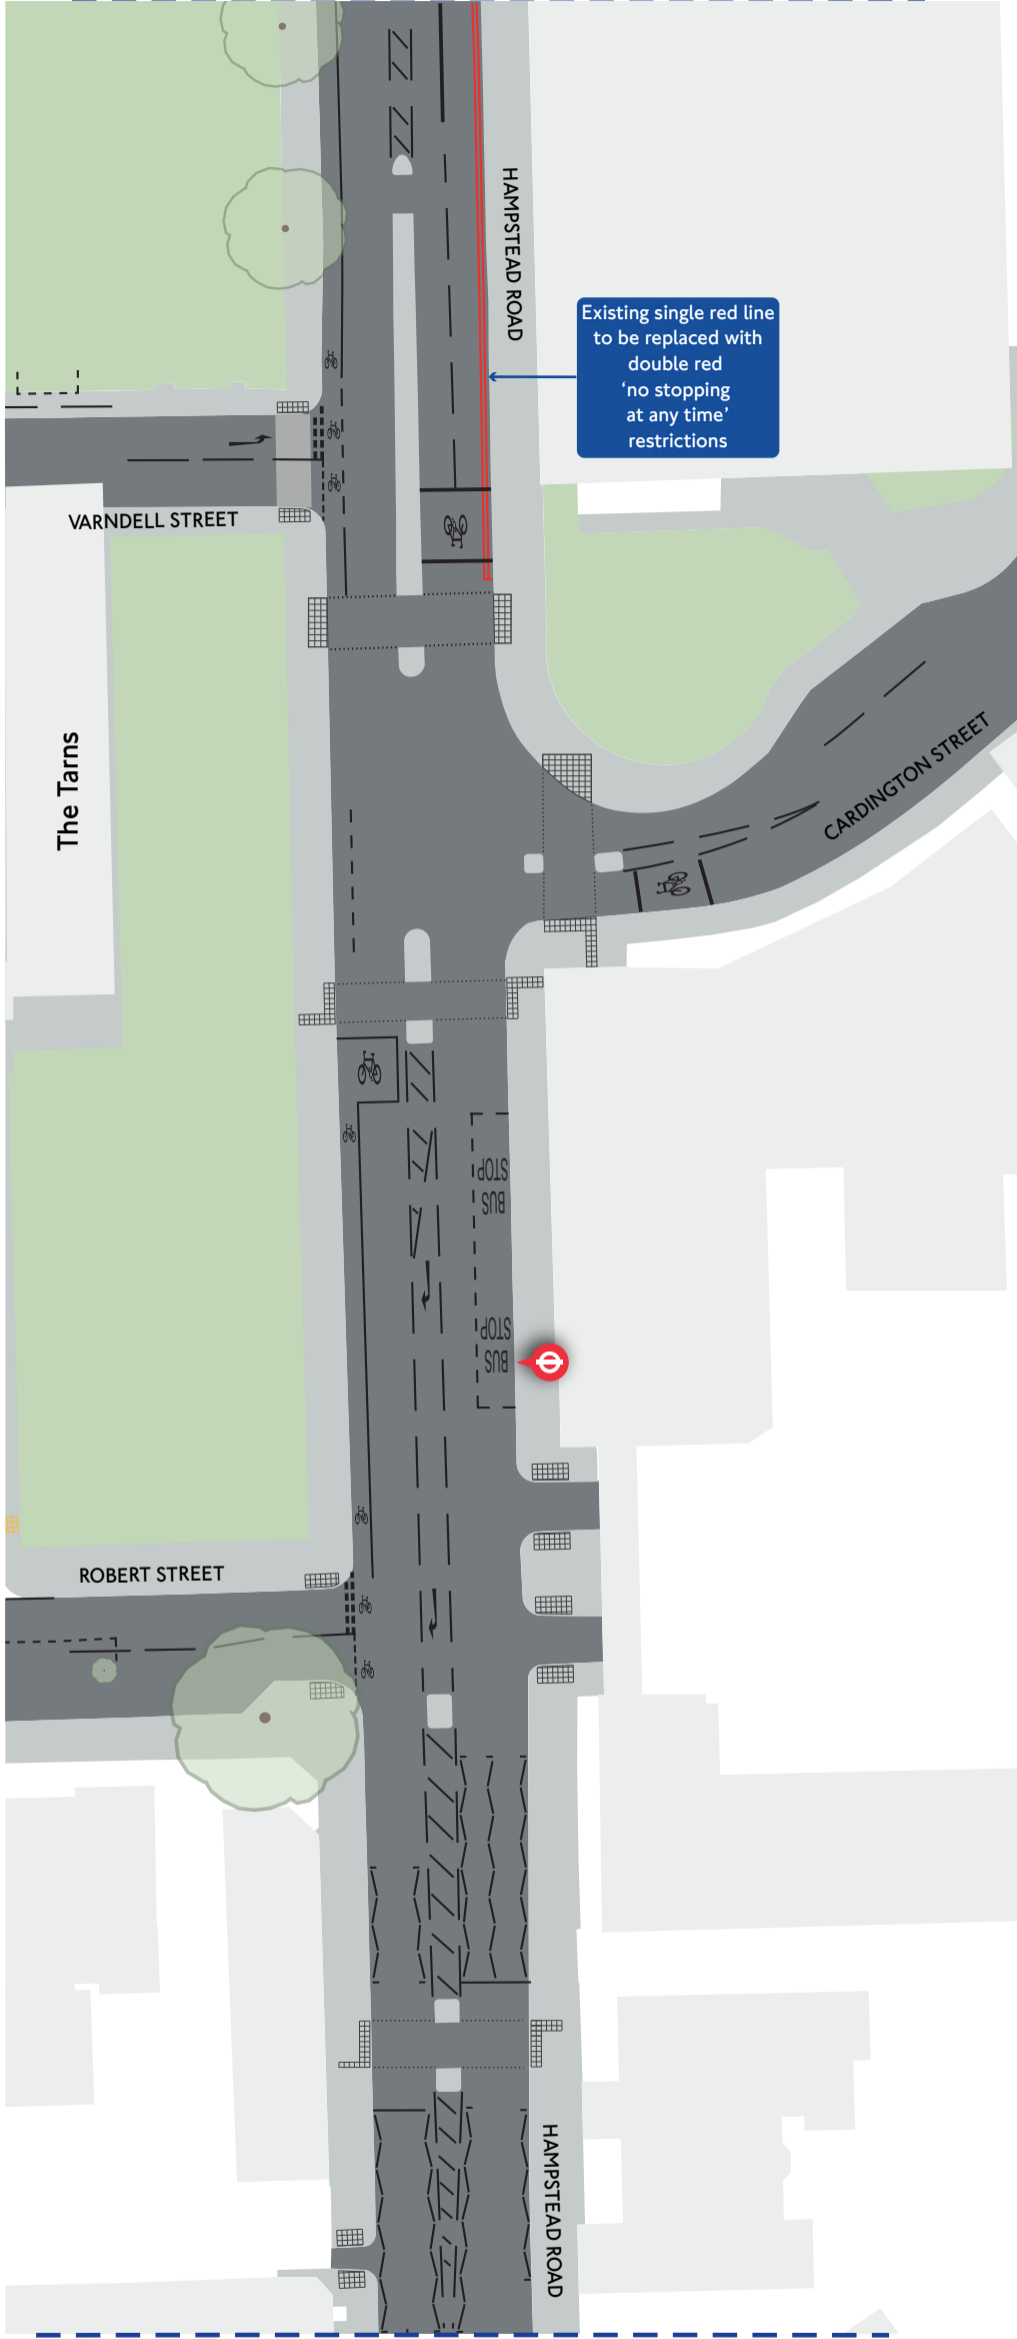 HAMPSTEAD ROAD
Existing single red line
to be replaced with
double red
‘no stopping
at any time’
restrictions
VARNDELL STREET
The Tarns
CARDINGTON STREET
BUS
STOP
BUS
STOP
ROBERT STREET
HAMPSTEAD ROAD